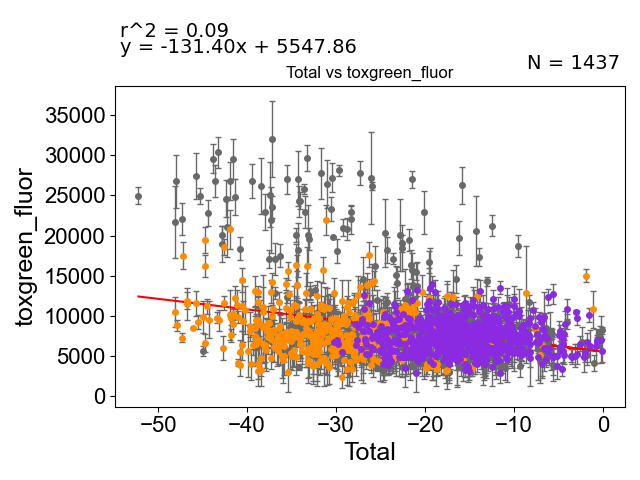 r^2 = 0.09
y = -131.40x + 5547.86
N = 1437
Total vs toxgreen_fluor
toxgreen_fluor
35000
30000
25000
20000
15000
10000
5000
0
−50 −40 −30 −20 −10 0
Total